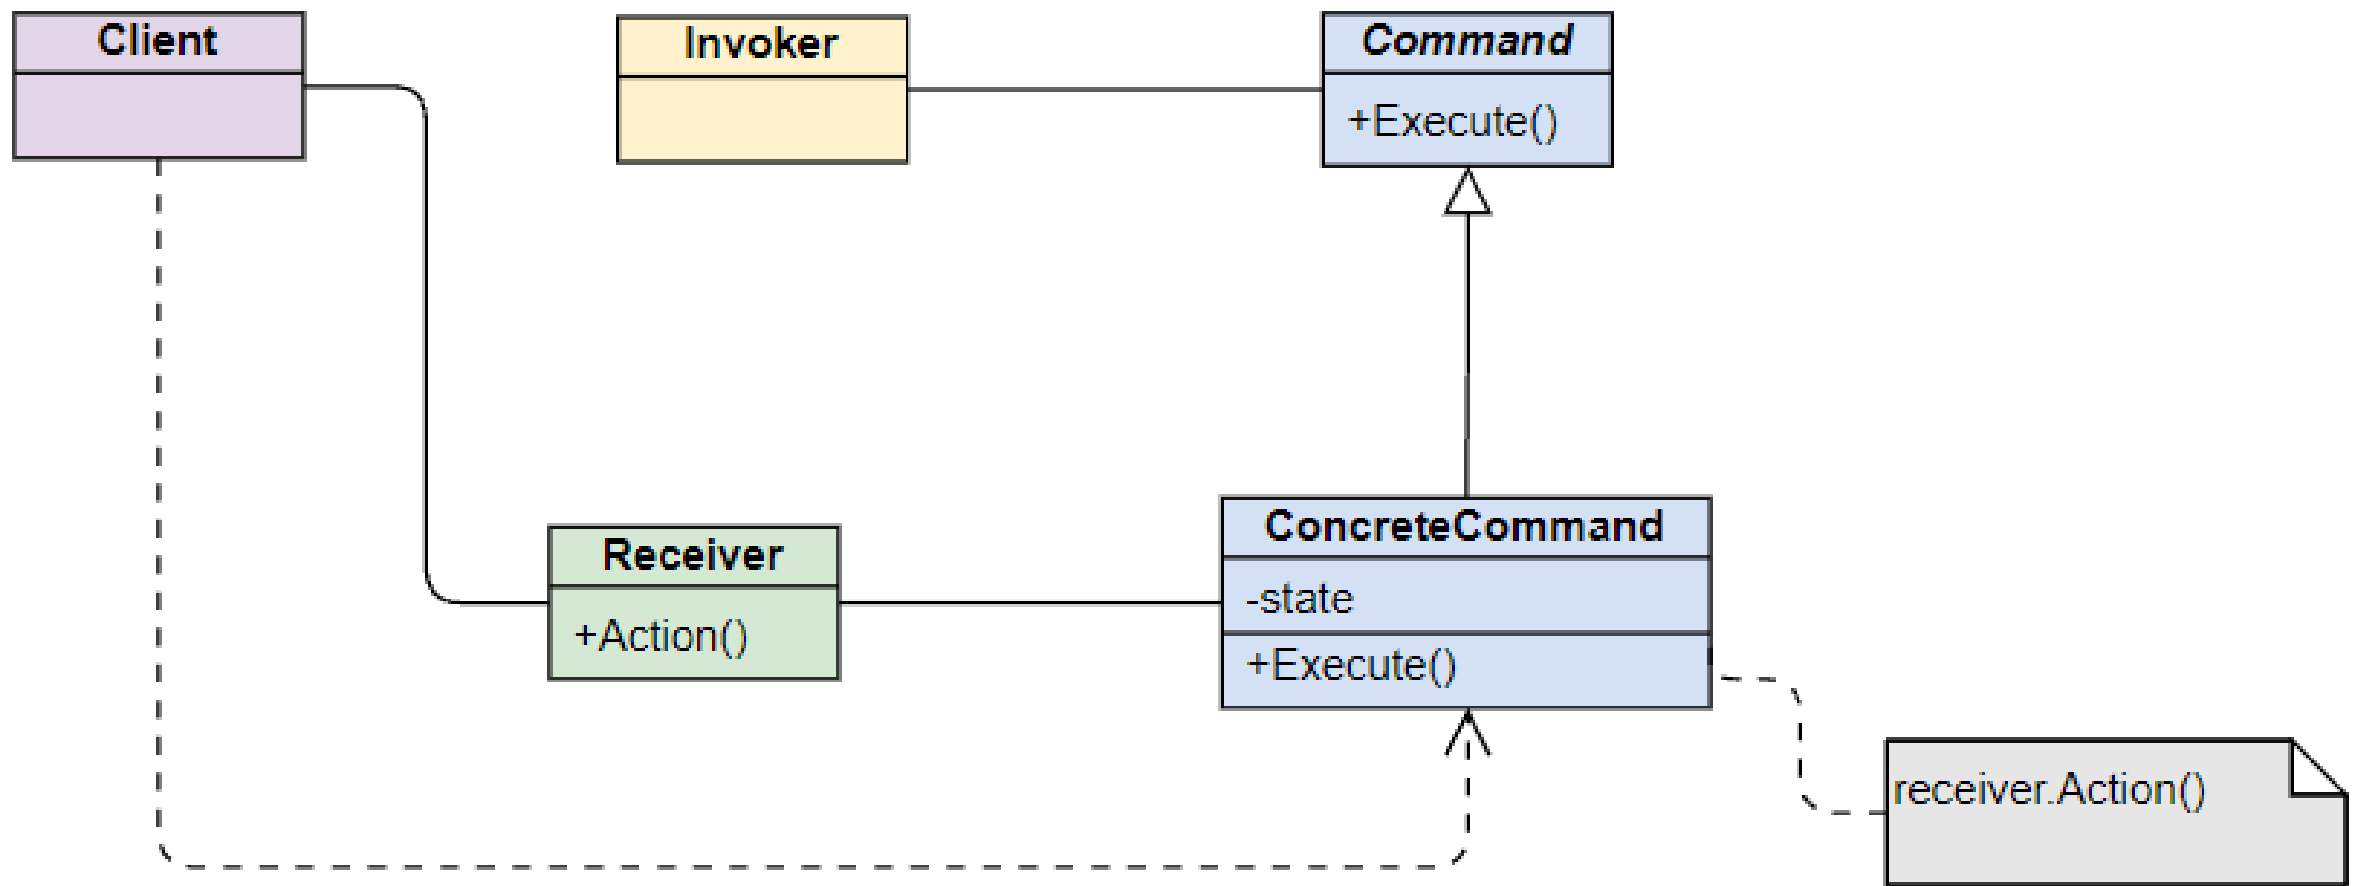 Client
Invoker
Command
+Execute()
Receiver
+Action()
ConcreteCommand
-state
+Execute()
receiver.Action()